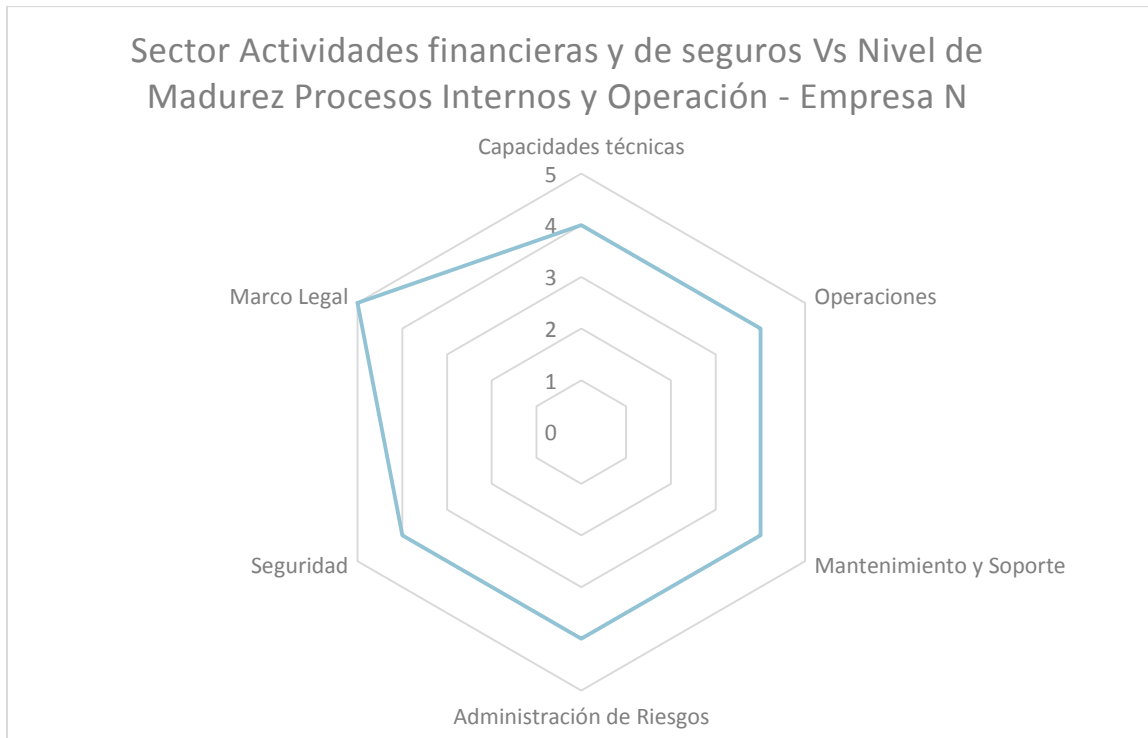 Sector Actividades financieras y de seguros Vs Nivel de
Madurez Procesos Internos y Operación - Empresa N
Capacidades técnicas
5
4
Marco Legal
Operaciones
3
2
1
0
Seguridad
Mantenimiento y Soporte
Administración de Riesgos